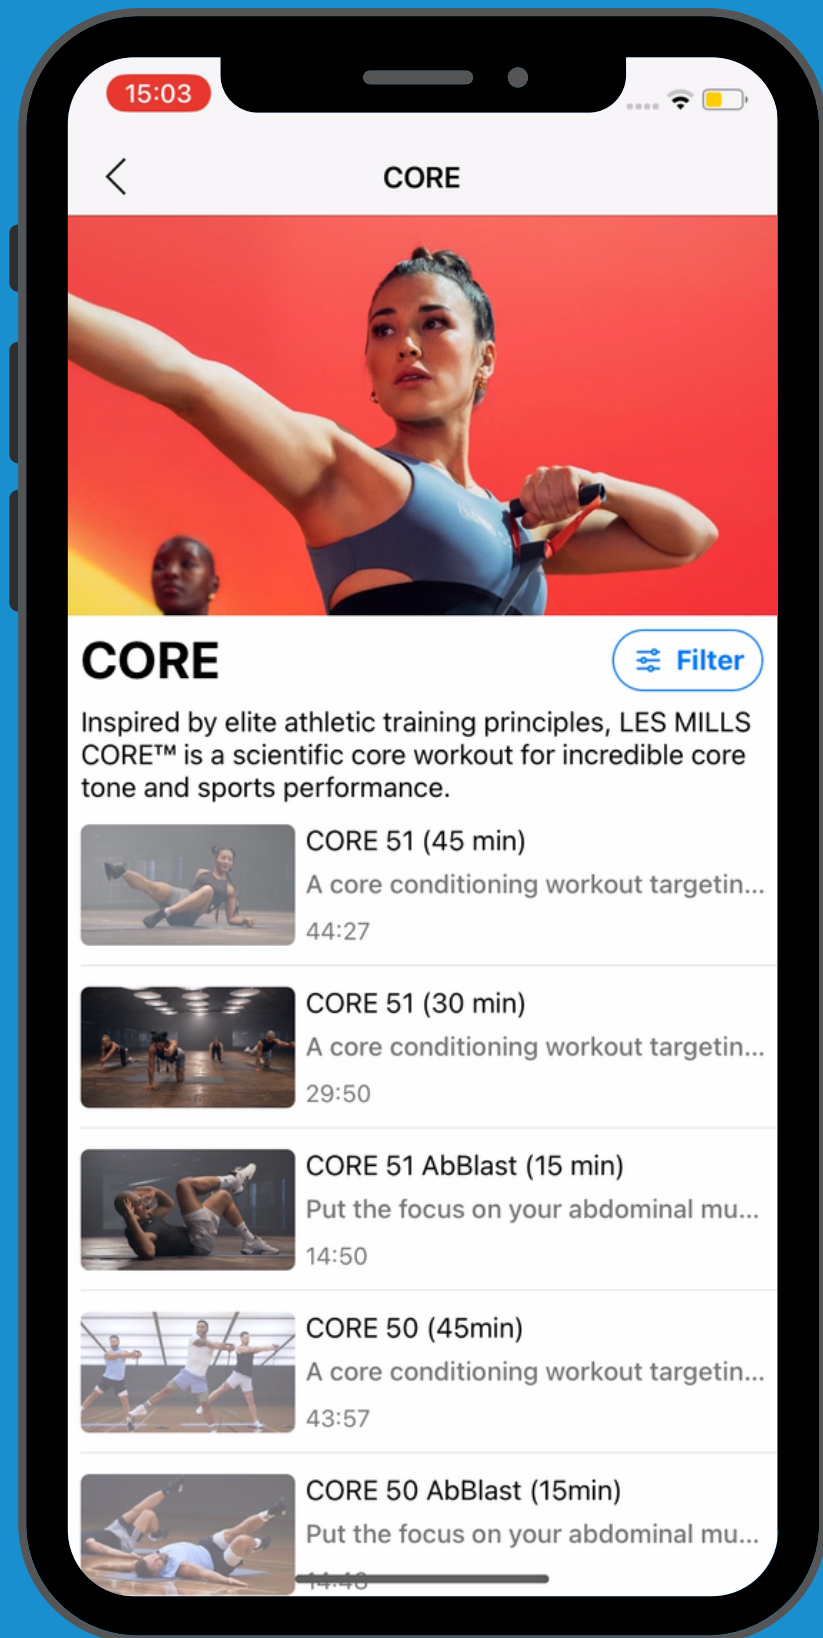 15:03
CORE
CORE
Filter
Inspired by elite athletic training principles, LES MILLS
CORE™ is a scientific core workout for incredible core
tone and sports performance.
CORE 51 (45 min)
A core conditioning workout targetin...
44:27
CORE 51 (30 min)
A core conditioning workout targetin...
29:50
CORE 51 AbBlast (15 min)
Put the focus on your abdominal mu...
14:50
CORE 50 (45min)
A core conditioning workout targetin...
43:57
CORE 50 AbBlast (15min)
Put the focus on your abdominal mu...